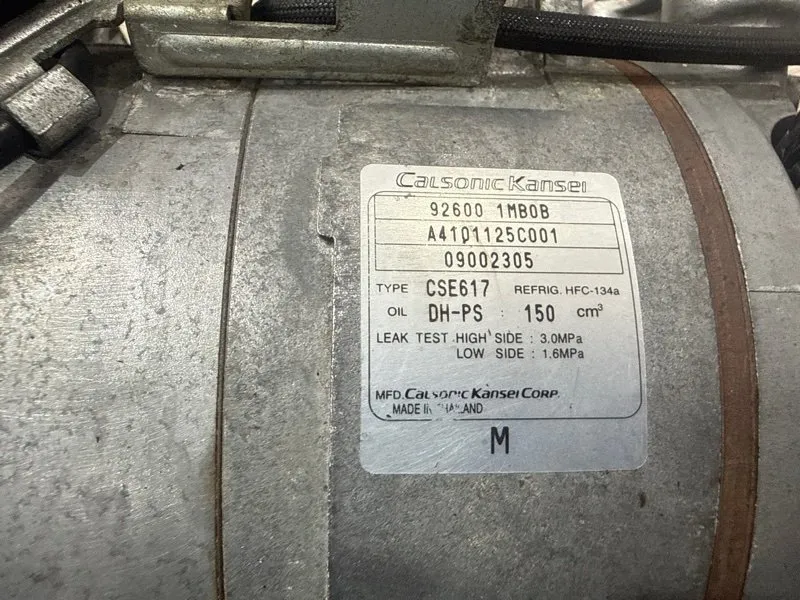 CalsonicKansei
92600 1MB0B
A4101125C001
09002305
TYPE CSE617 REFRIG. HFC-134a
OIL DH-PS : 150 cm³
LEAK TEST HIGH SIDE : 3.0MPa
LOW SIDE : 1.6MPa
MFD. CalsonicKansei CORP.
MADE IN THAILAND
M